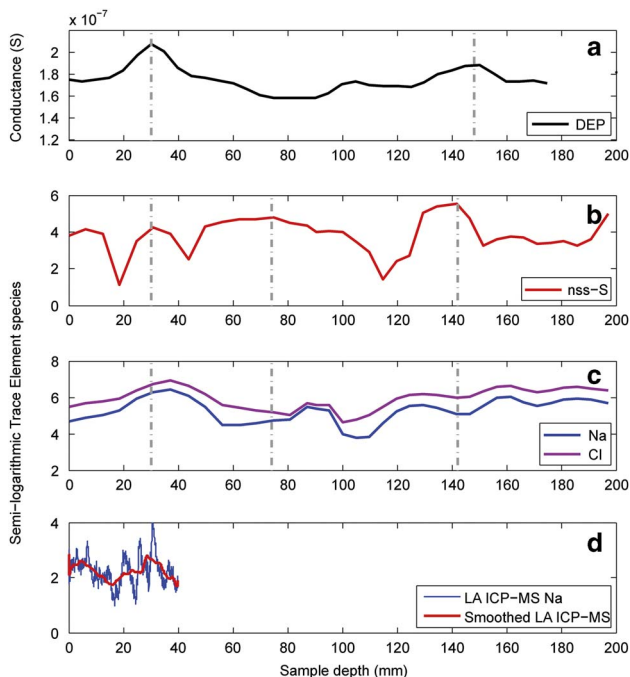 × 10⁻⁷
Conductance (S)
2
1.8
1.6
1.4
1.2
a
DEP
0 20 40 60 80 100 120 140 160 180 200
6
4
2
0
b
nss-S
0 20 40 60 80 100 120 140 160 180 200
Semi-logarithmic Trace Element species
8
6
4
2
c
Na
Cl
0 20 40 60 80 100 120 140 160 180 200
4
2
0
d
LA ICP-MS Na
Smoothed LA ICP-MS
0 20 40 60 80 100 120 140 160 180 200
Sample depth (mm)